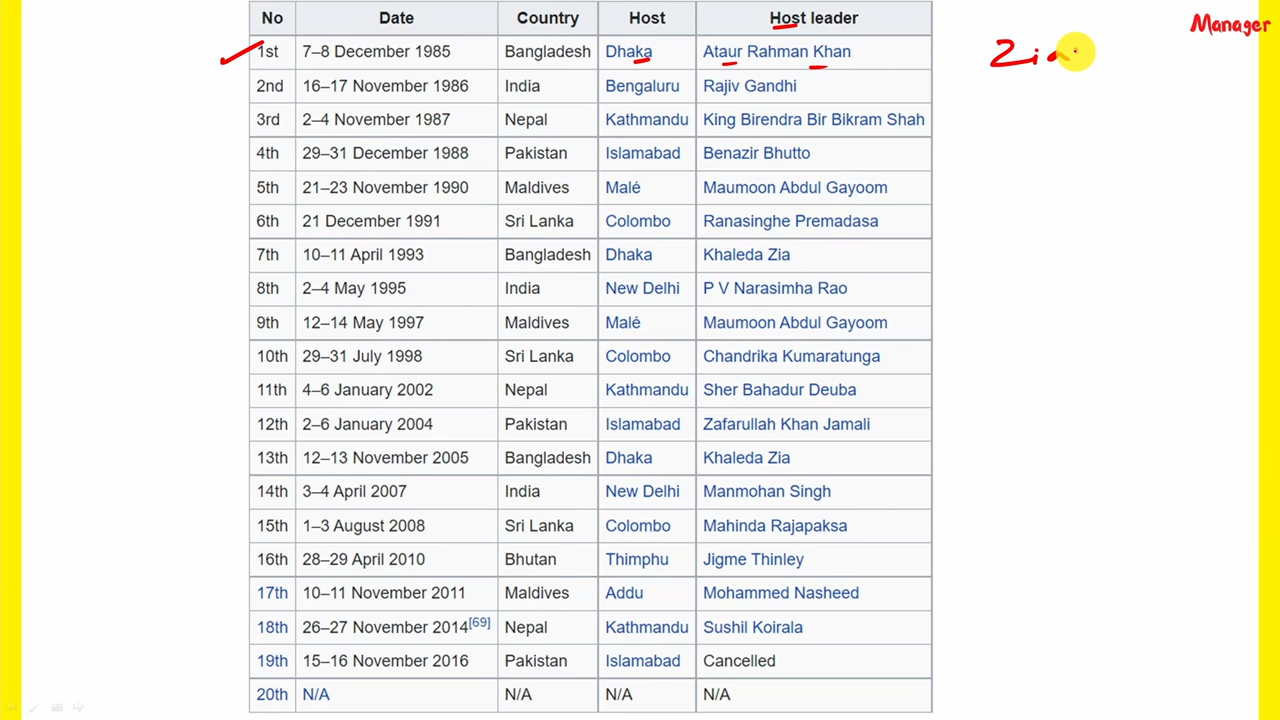 Manager
No Date Country Host Host leader
1st 7–8 December 1985 Bangladesh Dhaka Ataur Rahman Khan
2nd 16–17 November 1986 India Bengaluru Rajiv Gandhi
3rd 2–4 November 1987 Nepal Kathmandu King Birendra Bir Bikram Shah
4th 29–31 December 1988 Pakistan Islamabad Benazir Bhutto
5th 21–23 November 1990 Maldives Malé Maumoon Abdul Gayoom
6th 21 December 1991 Sri Lanka Colombo Ranasinghe Premadasa
7th 10–11 April 1993 Bangladesh Dhaka Khaleda Zia
8th 2–4 May 1995 India New Delhi P V Narasimha Rao
9th 12–14 May 1997 Maldives Malé Maumoon Abdul Gayoom
10th 29–31 July 1998 Sri Lanka Colombo Chandrika Kumaratunga
11th 4–6 January 2002 Nepal Kathmandu Sher Bahadur Deuba
12th 2–6 January 2004 Pakistan Islamabad Zafarullah Khan Jamali
13th 12–13 November 2005 Bangladesh Dhaka Khaleda Zia
14th 3–4 April 2007 India New Delhi Manmohan Singh
15th 1–3 August 2008 Sri Lanka Colombo Mahinda Rajapaksa
16th 28–29 April 2010 Bhutan Thimphu Jigme Thinley
17th 10–11 November 2011 Maldives Addu Mohammed Nasheed
18th 26–27 November 2014[69] Nepal Kathmandu Sushil Koirala
19th 15–16 November 2016 Pakistan Islamabad Cancelled
20th N/A N/A N/A N/A